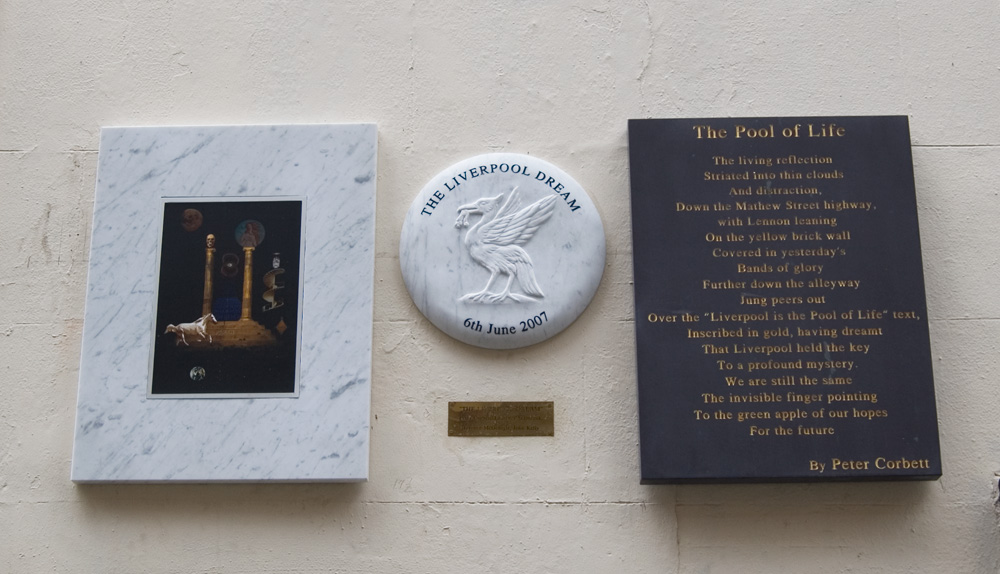 THE LIVERPOOL DREAM
6th June 2007
The Pool of Life
The living reflection
Striated into thin clouds
And distraction,
Down the Mathew Street highway,
with Lennon leaning
On the yellow brick wall
Covered in yesterday's
Bands of glory
Further down the alleyway
Jung peers out
Over the "Liverpool is the Pool of Life" text,
Inscribed in gold, having dreamt
That Liverpool held the key
To a profound mystery.
We are still the same
The invisible finger pointing
To the green apple of our hopes
For the future
By Peter Corbett